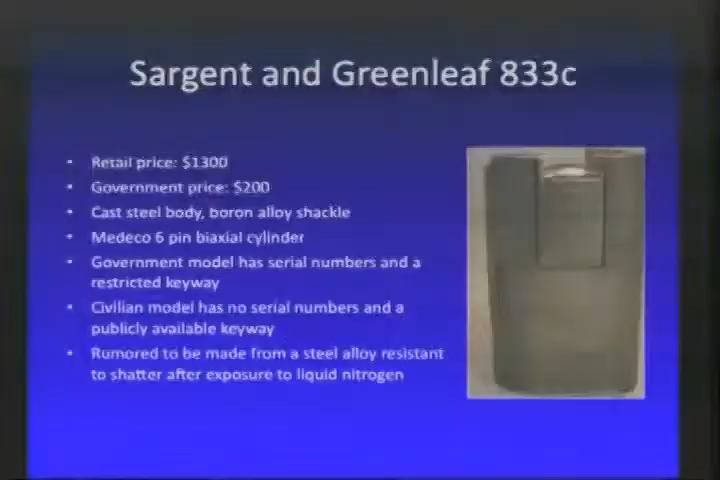 Sargent and Greenleaf 833c
• Retail price: $1300
• Government price: $200
• Cast steel body, boron alloy shackle
• Medeco 6 pin biaxial cylinder
• Government model has serial numbers and a
restricted keyway
• Civilian model has no serial numbers and a
publicly available keyway
• Rumored to be made from a steel alloy resistant
to shatter after exposure to liquid nitrogen